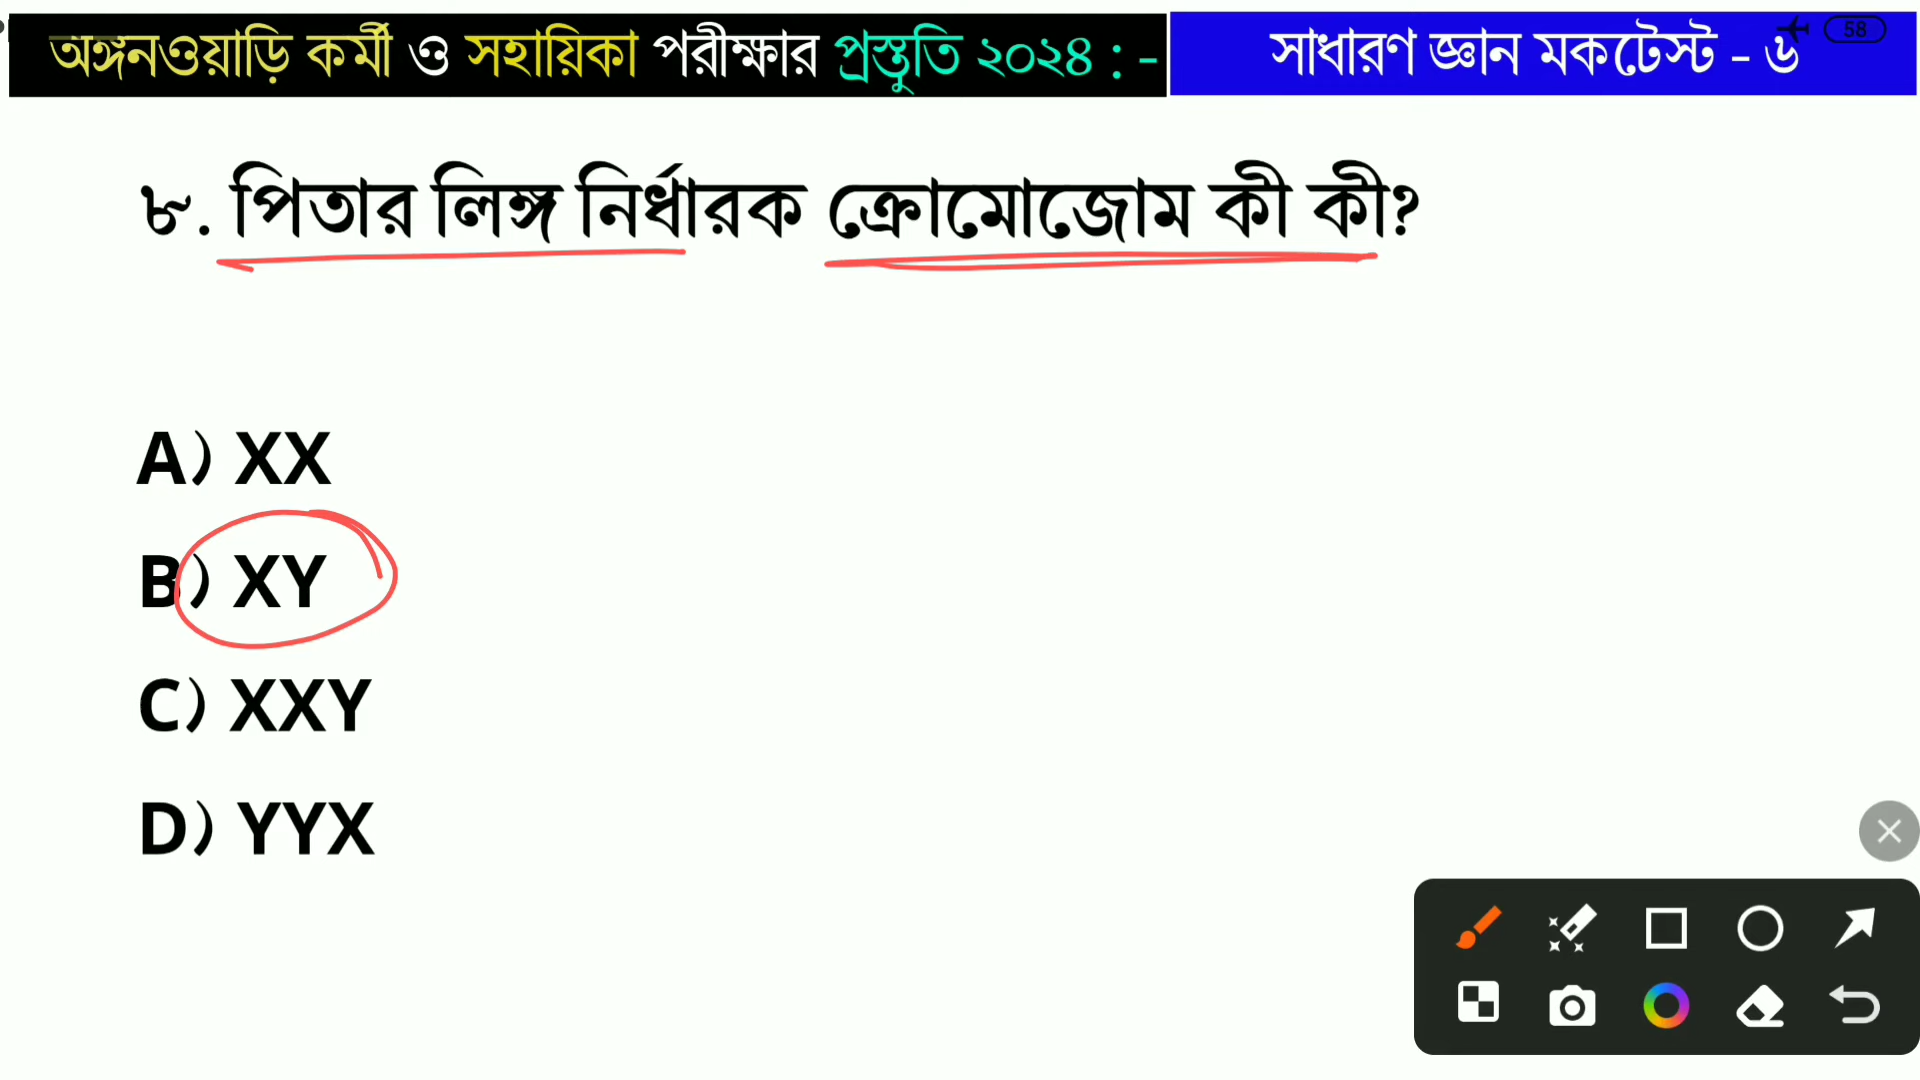 অঙ্গনওয়াড়ি কর্মী ও সহায়িকা পরীক্ষার প্রস্তুতি ২০২৪ : -
সাধারণ জ্ঞান মকটেস্ট - ৬
58
৮. পিতার লিঙ্গ নির্ধারক ক্রোমোজোম কী কী?
A) XX
B) XY
C) XXY
D) YYX